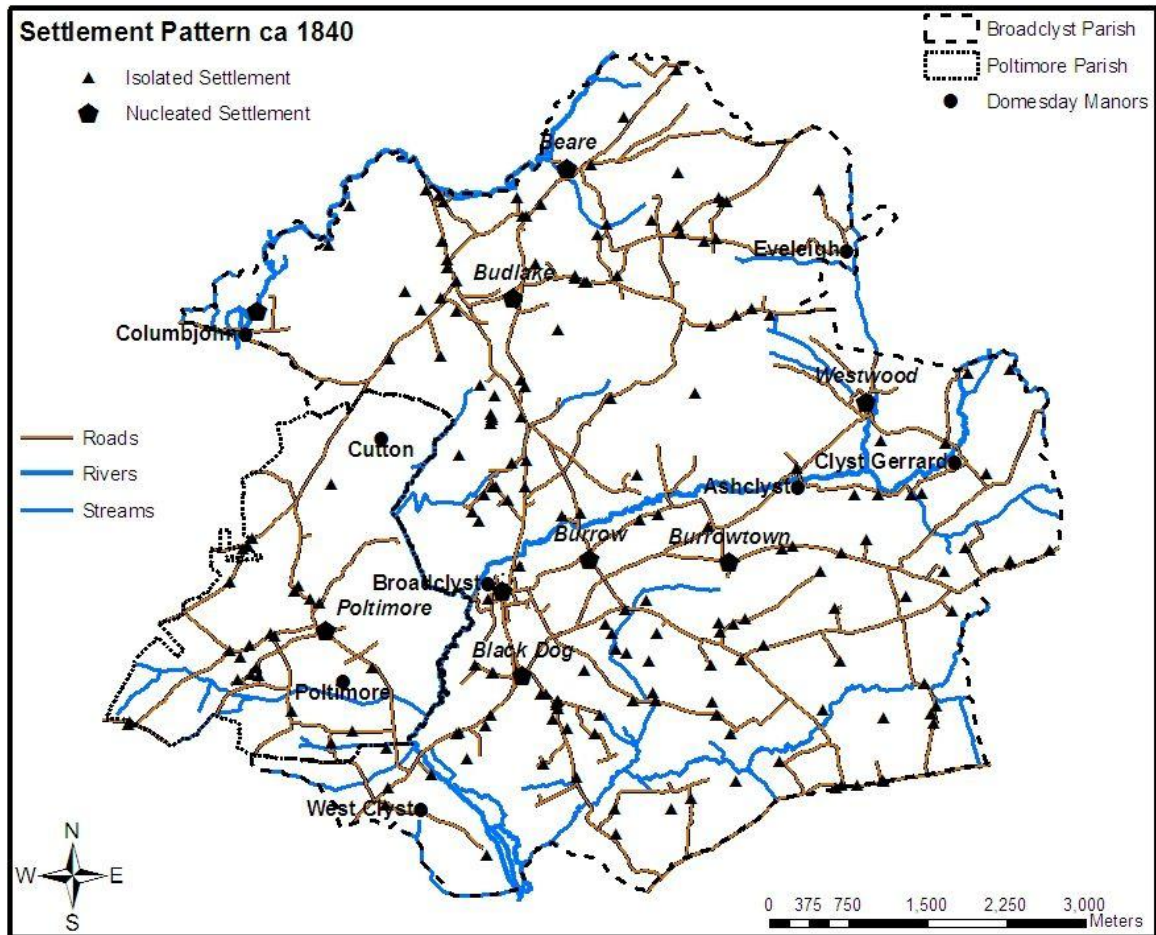 Settlement Pattern ca 1840
Isolated Settlement
Nucleated Settlement
Broadclyst Parish
Poltimore Parish
Domesday Manors
Beare
Eveleigh
Budlake
Columbjohn
Westwood
Roads
Rivers
Streams
Cutton
Clyst Gerrard
Ashclyst
Burrow
Burrowtown
Broadclyst
Poltimore
Black Dog
Poltimore
West Clyst
N
W
E
S
0 375 750 1,500 2,250 3,000
Meters